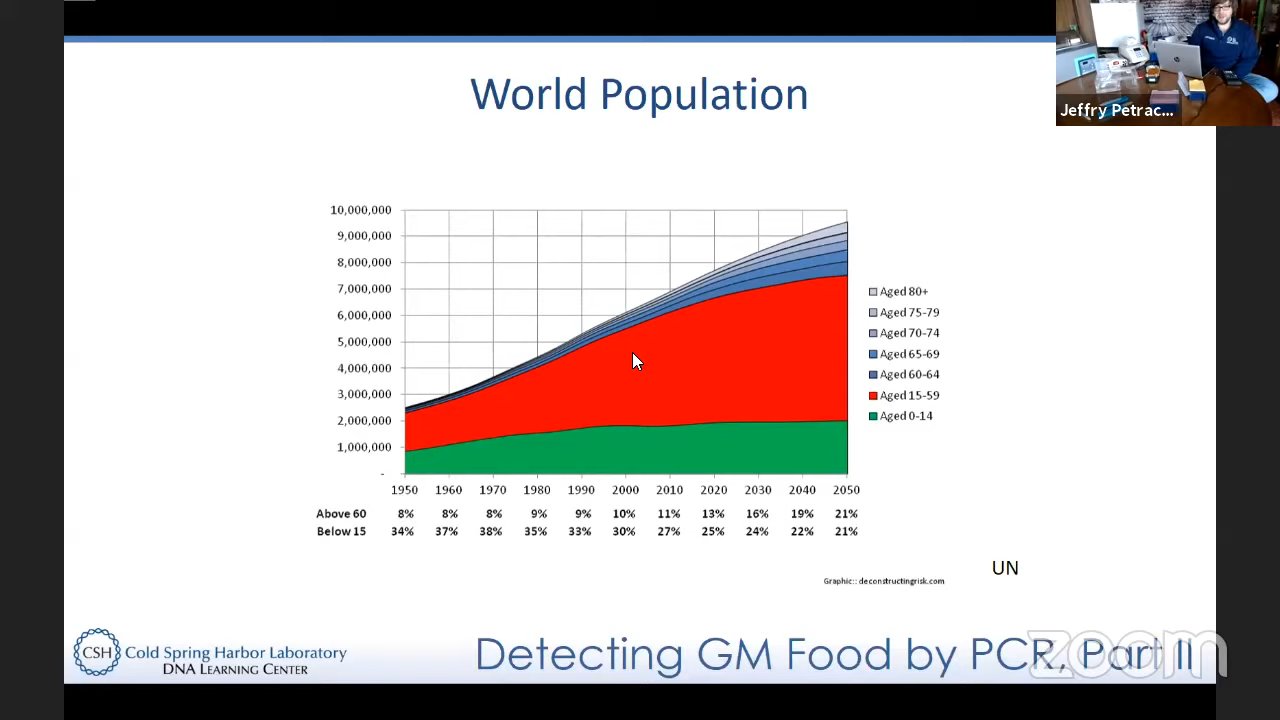 World Population
Jeffry Petrac...
10,000,000
9,000,000
8,000,000
7,000,000
6,000,000
5,000,000
4,000,000
3,000,000
2,000,000
1,000,000
-
Aged 80+
Aged 75-79
Aged 70-74
Aged 65-69
Aged 60-64
Aged 15-59
Aged 0-14
1950 1960 1970 1980 1990 2000 2010 2020 2030 2040 2050
Above 60 8% 8% 8% 9% 9% 10% 11% 13% 16% 19% 21%
Below 15 34% 37% 38% 35% 33% 30% 27% 25% 24% 22% 21%
UN
Graphic:: deconstructingrisk.com
CSH Cold Spring Harbor Laboratory
DNA LEARNING CENTER
Detecting GM Food by PCR, Part II
zoom